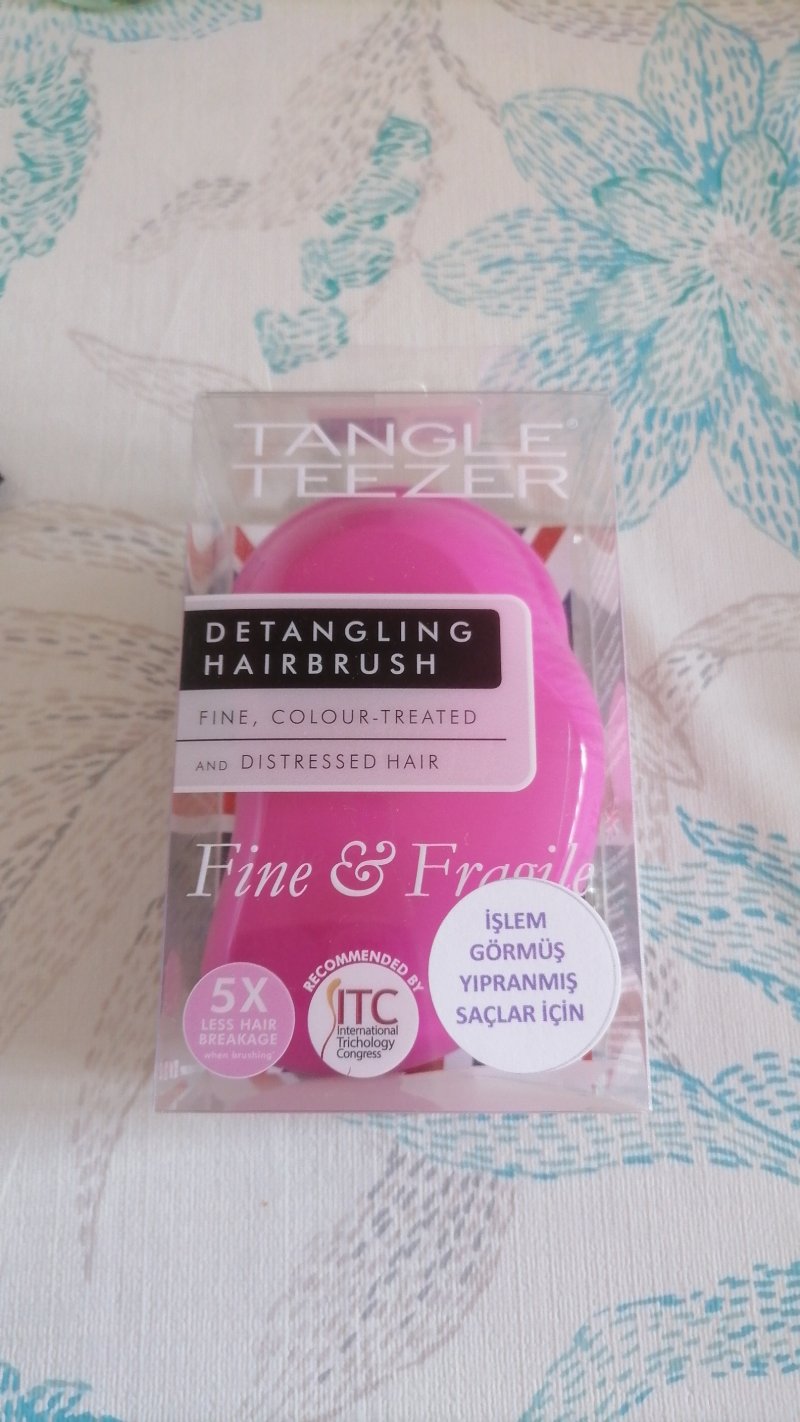 TANGLE
TEEZER
DETANGLING
HAIRBRUSH
FINE, COLOUR-TREATED
AND DISTRESSED HAIR
Fine & Fragile
5X
LESS HAIR
BREAKAGE
when brushing*
RECOMMENDED BY
ITC
International
Trichology
Congress
İŞLEM
GÖRMÜŞ
YIPRANMIŞ
SAÇLAR İÇİN